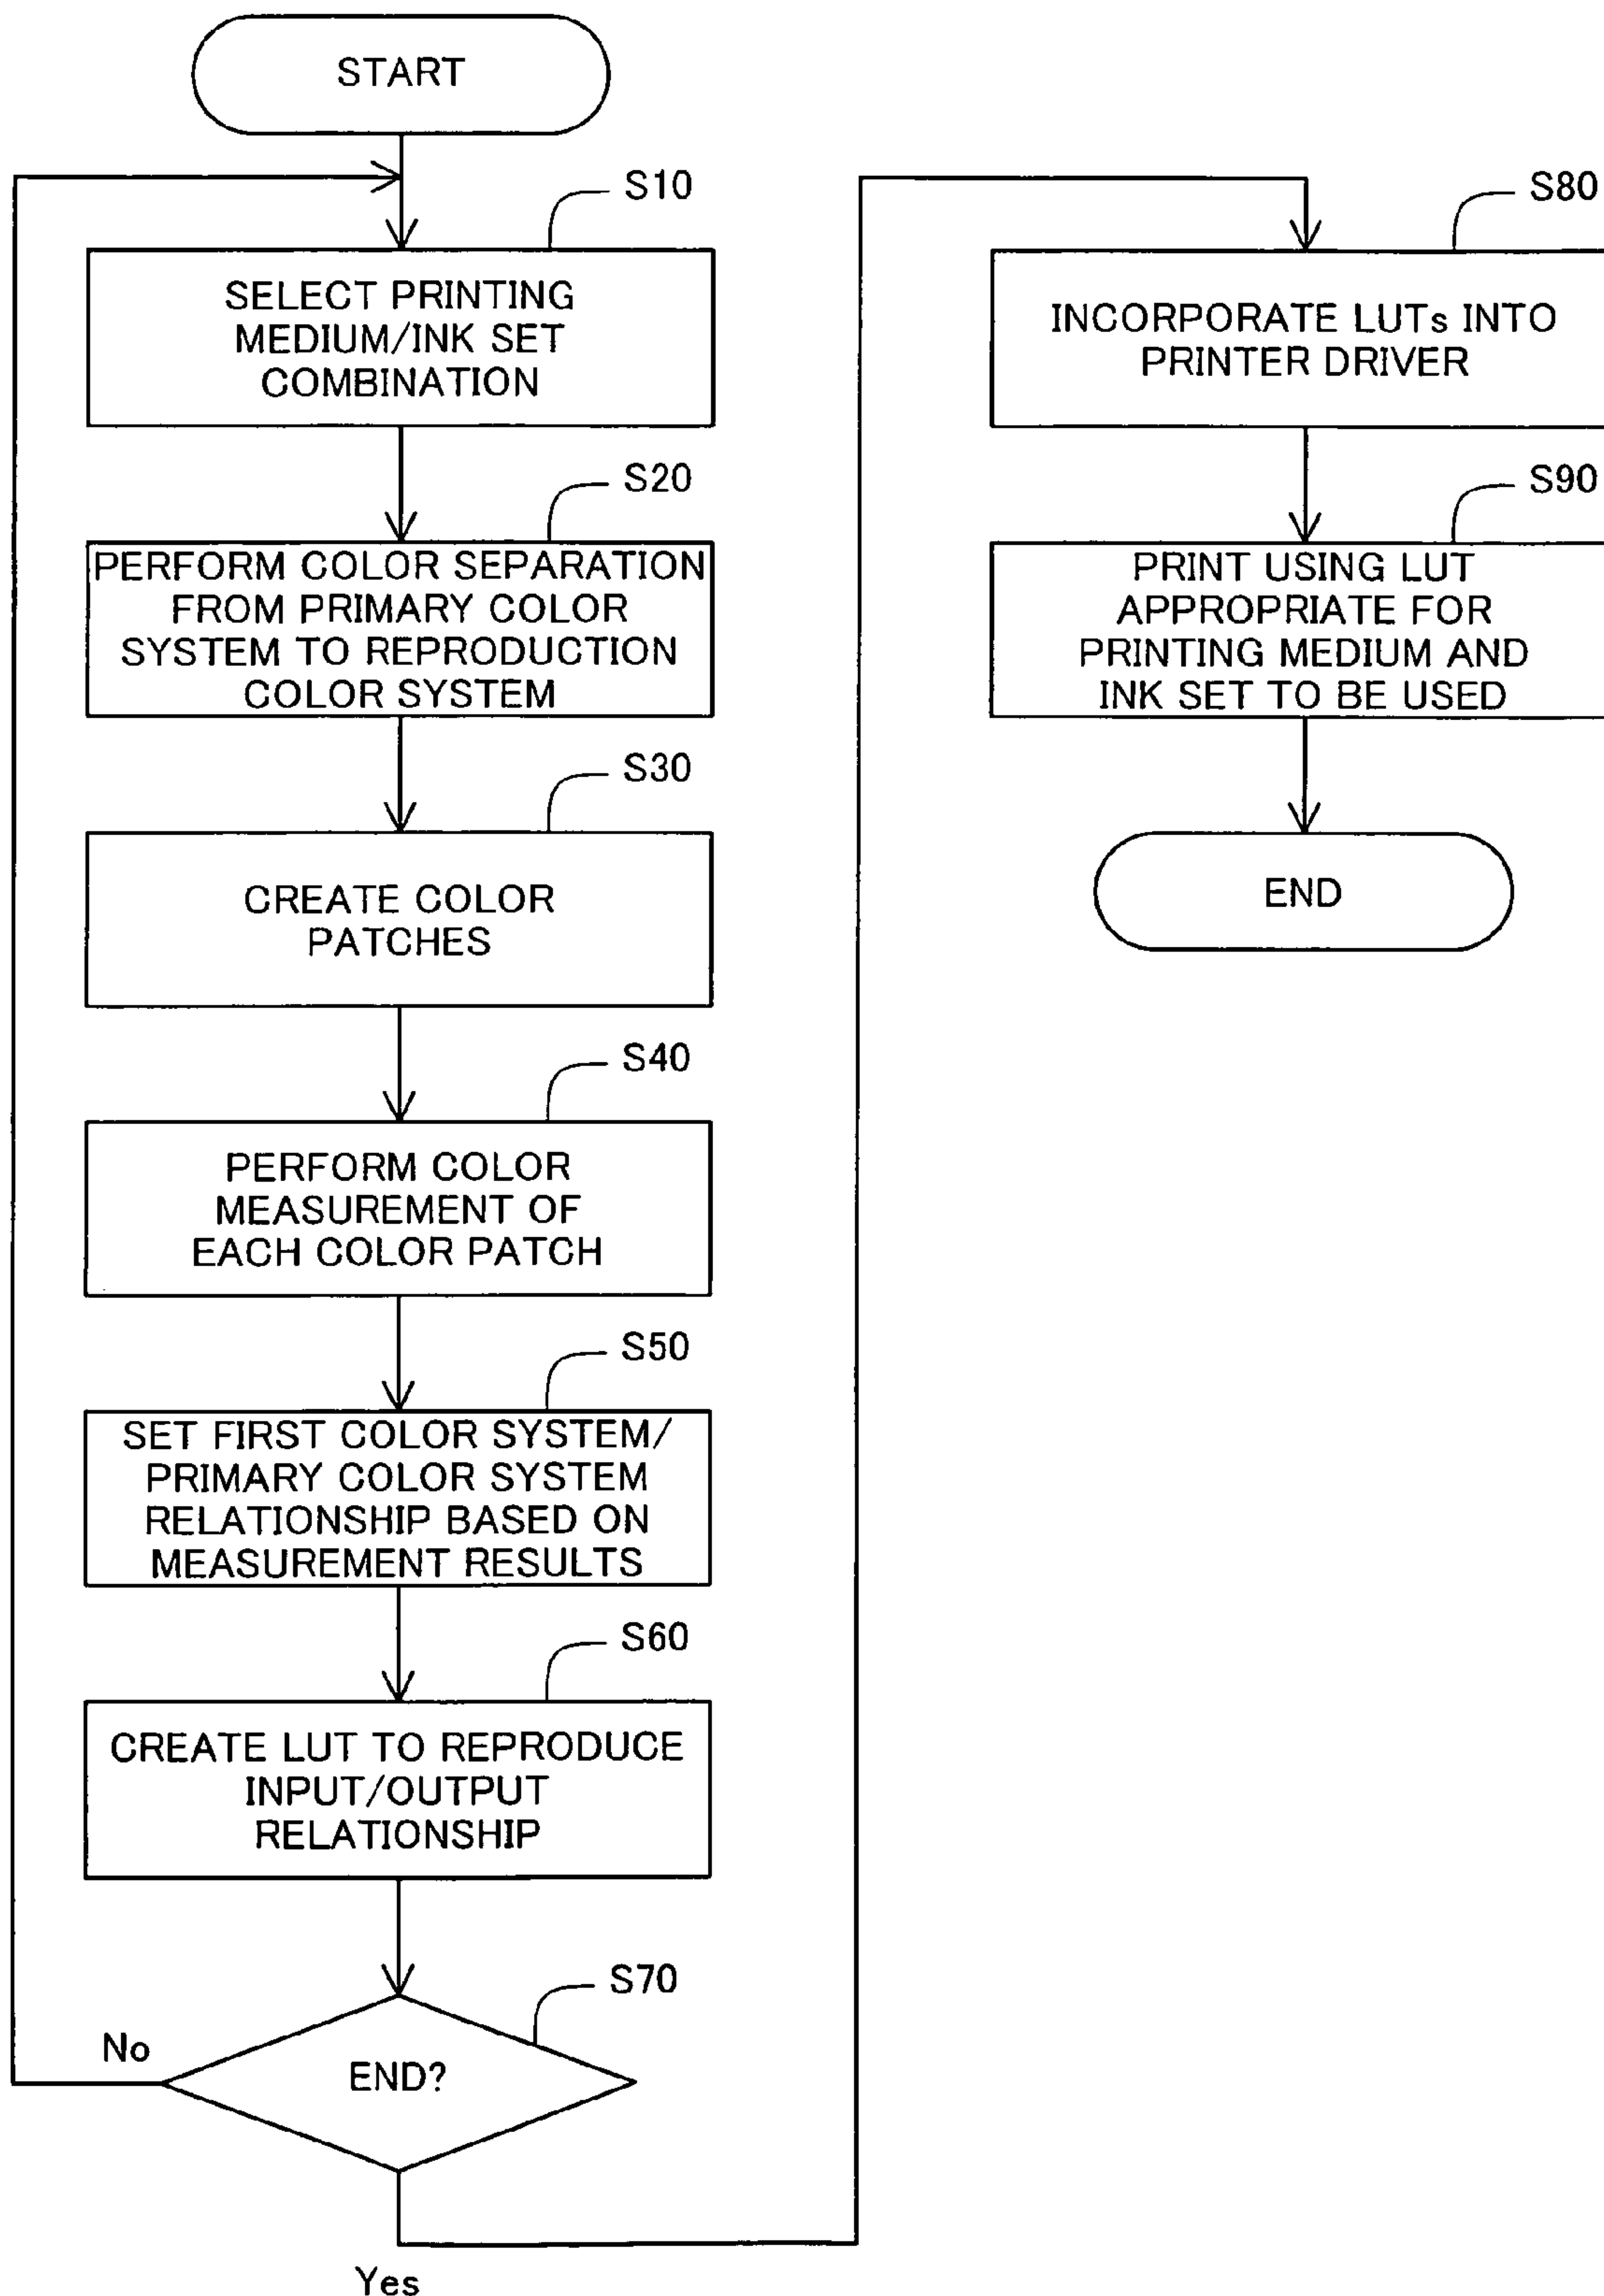 START
S10
SELECT PRINTING
MEDIUM/INK SET
COMBINATION
S20
PERFORM COLOR SEPARATION
FROM PRIMARY COLOR
SYSTEM TO REPRODUCTION
COLOR SYSTEM
S30
CREATE COLOR
PATCHES
S40
PERFORM COLOR
MEASUREMENT OF
EACH COLOR PATCH
S50
SET FIRST COLOR SYSTEM/
PRIMARY COLOR SYSTEM
RELATIONSHIP BASED ON
MEASUREMENT RESULTS
S60
CREATE LUT TO REPRODUCE
INPUT/OUTPUT
RELATIONSHIP
S70
No
END?
Yes
S80
INCORPORATE LUTs INTO
PRINTER DRIVER
S90
PRINT USING LUT
APPROPRIATE FOR
PRINTING MEDIUM AND
INK SET TO BE USED
END